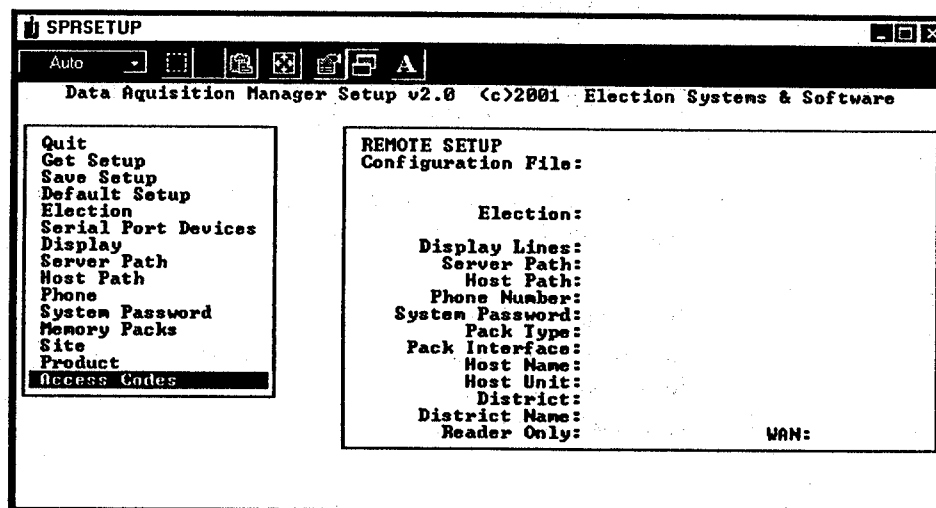 SPRSETUP
Auto
A
Data Aquisition Manager Setup v2.0 <c>2001 Election Systems & Software
Quit
Get Setup
Save Setup
Default Setup
Election
Serial Port Devices
Display
Server Path
Host Path
Phone
System Password
Memory Packs
Site
Product
Access Codes
REMOTE SETUP
Configuration File:
Election:
Display Lines:
Server Path:
Host Path:
Phone Number:
System Password:
Pack Type:
Pack Interface:
Host Name:
Host Unit:
District:
District Name:
Reader Only: WAN: